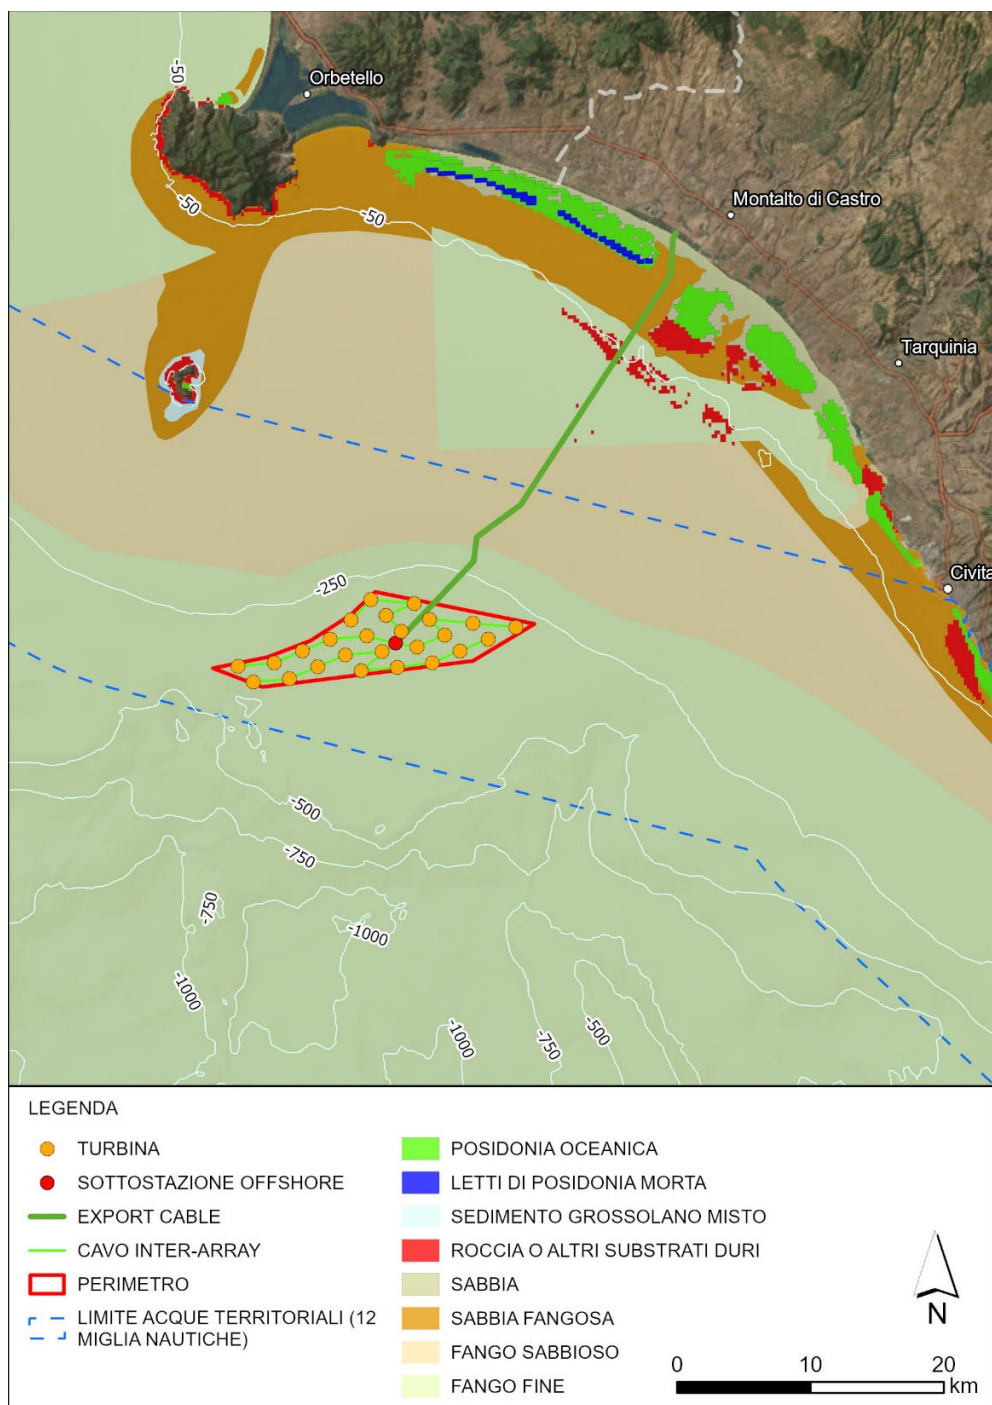 -50
Orbetello
Montalto di Castro
-50
-50
Tarquinia
Civita
-250
-500
-750
-750
-1000
-1000
-1000
-750
-500
LEGENDA
TURBINA
SOTTOSTAZIONE OFFSHORE
EXPORT CABLE
CAVO INTER-ARRAY
PERIMETRO
LIMITE ACQUE TERRITORIALI (12
MIGLIA NAUTICHE)
POSIDONIA OCEANICA
LETTI DI POSIDONIA MORTA
SEDIMENTO GROSSOLANO MISTO
ROCCIA O ALTRI SUBSTRATI DURI
SABBIA
SABBIA FANGOSA
FANGO SABBIOSO
FANGO FINE
N
0 10 20
km